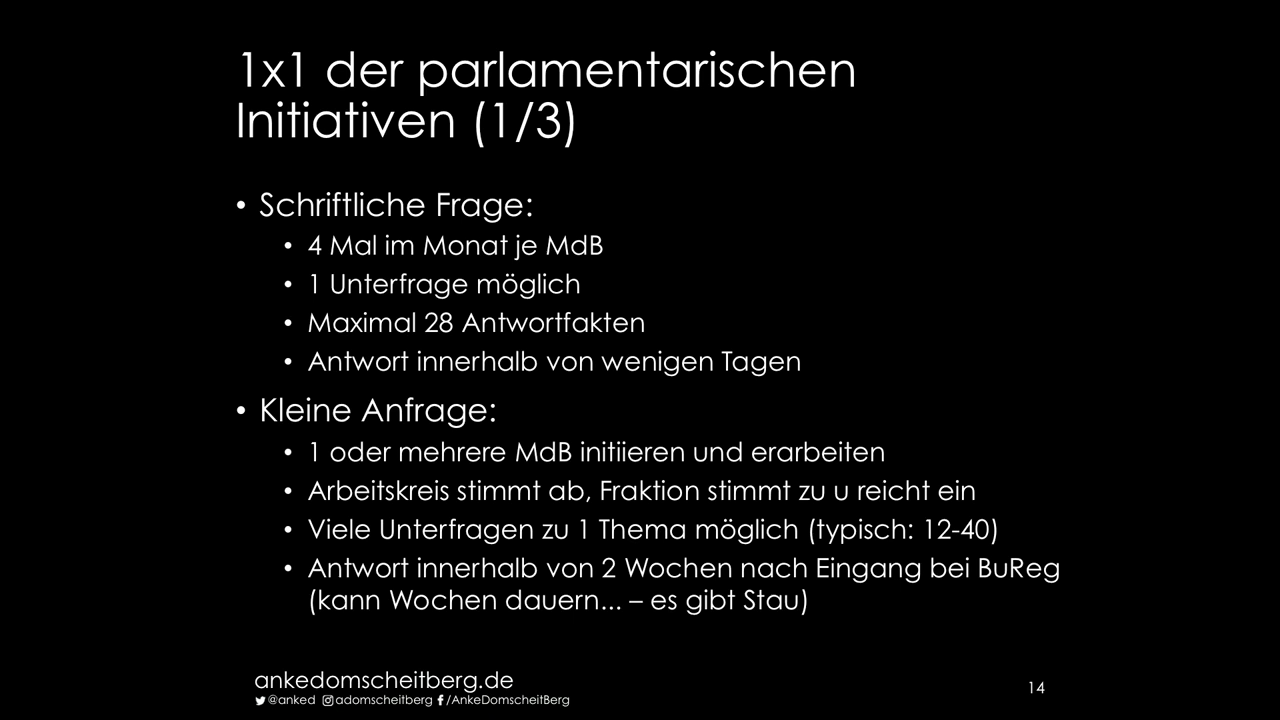 1x1 der parlamentarischen
Initiativen (1/3)
• Schriftliche Frage:
• 4 Mal im Monat je MdB
• 1 Unterfrage möglich
• Maximal 28 Antwortfakten
• Antwort innerhalb von wenigen Tagen
• Kleine Anfrage:
• 1 oder mehrere MdB initiieren und erarbeiten
• Arbeitskreis stimmt ab, Fraktion stimmt zu u reicht ein
• Viele Unterfragen zu 1 Thema möglich (typisch: 12-40)
• Antwort innerhalb von 2 Wochen nach Eingang bei BuReg
(kann Wochen dauern... – es gibt Stau)
ankedomscheitberg.de
@anked adomscheitberg /AnkeDomscheitBerg
14